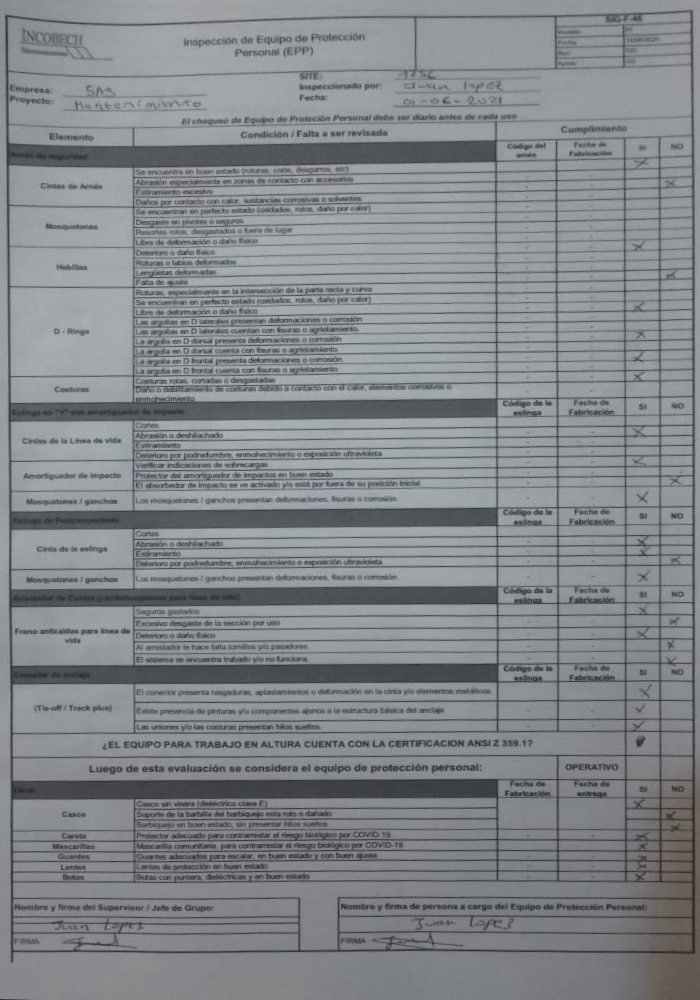 INCOBECH
Inspección de Equipo de Protección
Personal (EPP)
SIG-F-46
SITE: 1736
Empresa: SAS
Inspeccionado por: Juan Lopez
Proyecto: Mantenimiento
Fecha: 01-06-2021
El chequeo de Equipo de Protección Personal debe ser diario antes de cada uso
Elemento Condición / Falta a ser revisada Cumplimiento
Arnés de seguridad Código del arnés Fecha de Fabricación SI NO
Cintas de Arnés
Se encuentra en buen estado (roturas, corte, desgarros, etc) X
Abrasión especialmente en zonas de contacto con accesorios
Estiramiento excesivo X
Daños por contacto con calor, sustancias corrosivas o solventes
Mosquetones
Se encuentran en perfecto estado (oxidados, rotos, daño por calor)
Desgaste en pivotes o seguros
Resortes rotos, desgastados o fuera de lugar
Libre de deformación o daño físico X
Hebillas
Deterioro o daño físico
Roturas o labios deformados
Lengüetas deformadas
Falta de ajuste X
D - Rings
Roturas, especialmente en la intersección de la parte recta y curva
Se encuentran en perfecto estado (oxidados, rotos, daño por calor)
Libre de deformación o daño físico X
Las argollas en D laterales presentan deformaciones o corrosión
Las argollas en D laterales cuentan con fisuras o agrietamiento. X
La argolla en D dorsal presenta deformaciones o corrosión
La argolla en D dorsal cuenta con fisuras o agrietamiento.
La argolla en D frontal presenta deformaciones o corrosión X
La argolla en D frontal cuenta con fisuras o agrietamiento.
Costuras
Costuras rotas, cortadas o desgastadas X
Daño o debilitamiento de costuras debido a contacto con el calor, elementos corrosivos o
enmohecimiento
Eslinga en "Y" con amortiguador de impacto Código de la eslinga Fecha de Fabricación SI NO
Cintas de la Línea de vida
Cortes
Abrasión o deshilachado X
Estiramiento
Deterioro por podredumbre, enmohecimiento o exposición ultravioleta
Amortiguador de Impacto
Verificar indicaciones de sobrecargas X
Protector del amortiguador de impactos en buen estado
El absorbedor de impacto se ve activado y/o está por fuera de su posición inicial X
Mosquetones / ganchos Los mosquetones / ganchos presentan deformaciones, fisuras o corrosión. X
Eslinga de Posicionamiento Código de la eslinga Fecha de Fabricación SI NO
Cinta de la eslinga
Cortes
Abrasión o deshilachado X
Estiramiento X
Deterioro por podredumbre, enmohecimiento o exposición ultravioleta X
Mosquetones / ganchos Los mosquetones / ganchos presentan deformaciones, fisuras o corrosión. X
Código de la eslinga Fecha de Fabricación SI NO
Freno anticaidas para línea de vida
Seguros gastados X
Excesivo desgaste de la sección por uso X
Deterioro o daño físico X
Al arrestador le hace falta tornillos y/o pasadores X
El sistema se encuentra trabado y/o no funciona. X
Conector de anclaje Código de la eslinga Fecha de Fabricación SI NO
(Tie-off / Track plus)
El conector presenta rasgaduras, aplastamientos o deformación en la cinta y/o elementos metálicos. X
Existe presencia de pinturas y/u componentes ajenos a la estructura básica del anclaje X
Las uniones y/o las costuras presentan hilos sueltos. X
¿EL EQUIPO PARA TRABAJO EN ALTURA CUENTA CON LA CERTIFICACION ANSI Z 359.1?
Luego de esta evaluación se considera el equipo de protección personal: OPERATIVO
Otros Fecha de Fabricación Fecha de entrega SI NO
Casco
Casco sin visera (dieléctrico clase E) X
Soporte de la barbilla del barbiquejo esta roto o dañado X
Barbiquejo en buen estado, sin presentar hilos sueltos X
Careta Protector adecuado para contrarrestar el riesgo biológico por COVID-19. X
Mascarillas Mascarilla comunitaria, para contrarrestar el riesgo biológico por COVID-19 X
Guantes Guantes adecuados para escalar, en buen estado y con buen ajuste X
Lentes Lentes de protección en buen estado X
Botas Botas con puntera, dieléctricas y en buen estado X
Nombre y firma del Supervisor / Jefe de Grupo: Nombre y firma de persona a cargo del Equipo de Protección Personal:
Juan Lopez Juan Lopez
FIRMA FIRMA